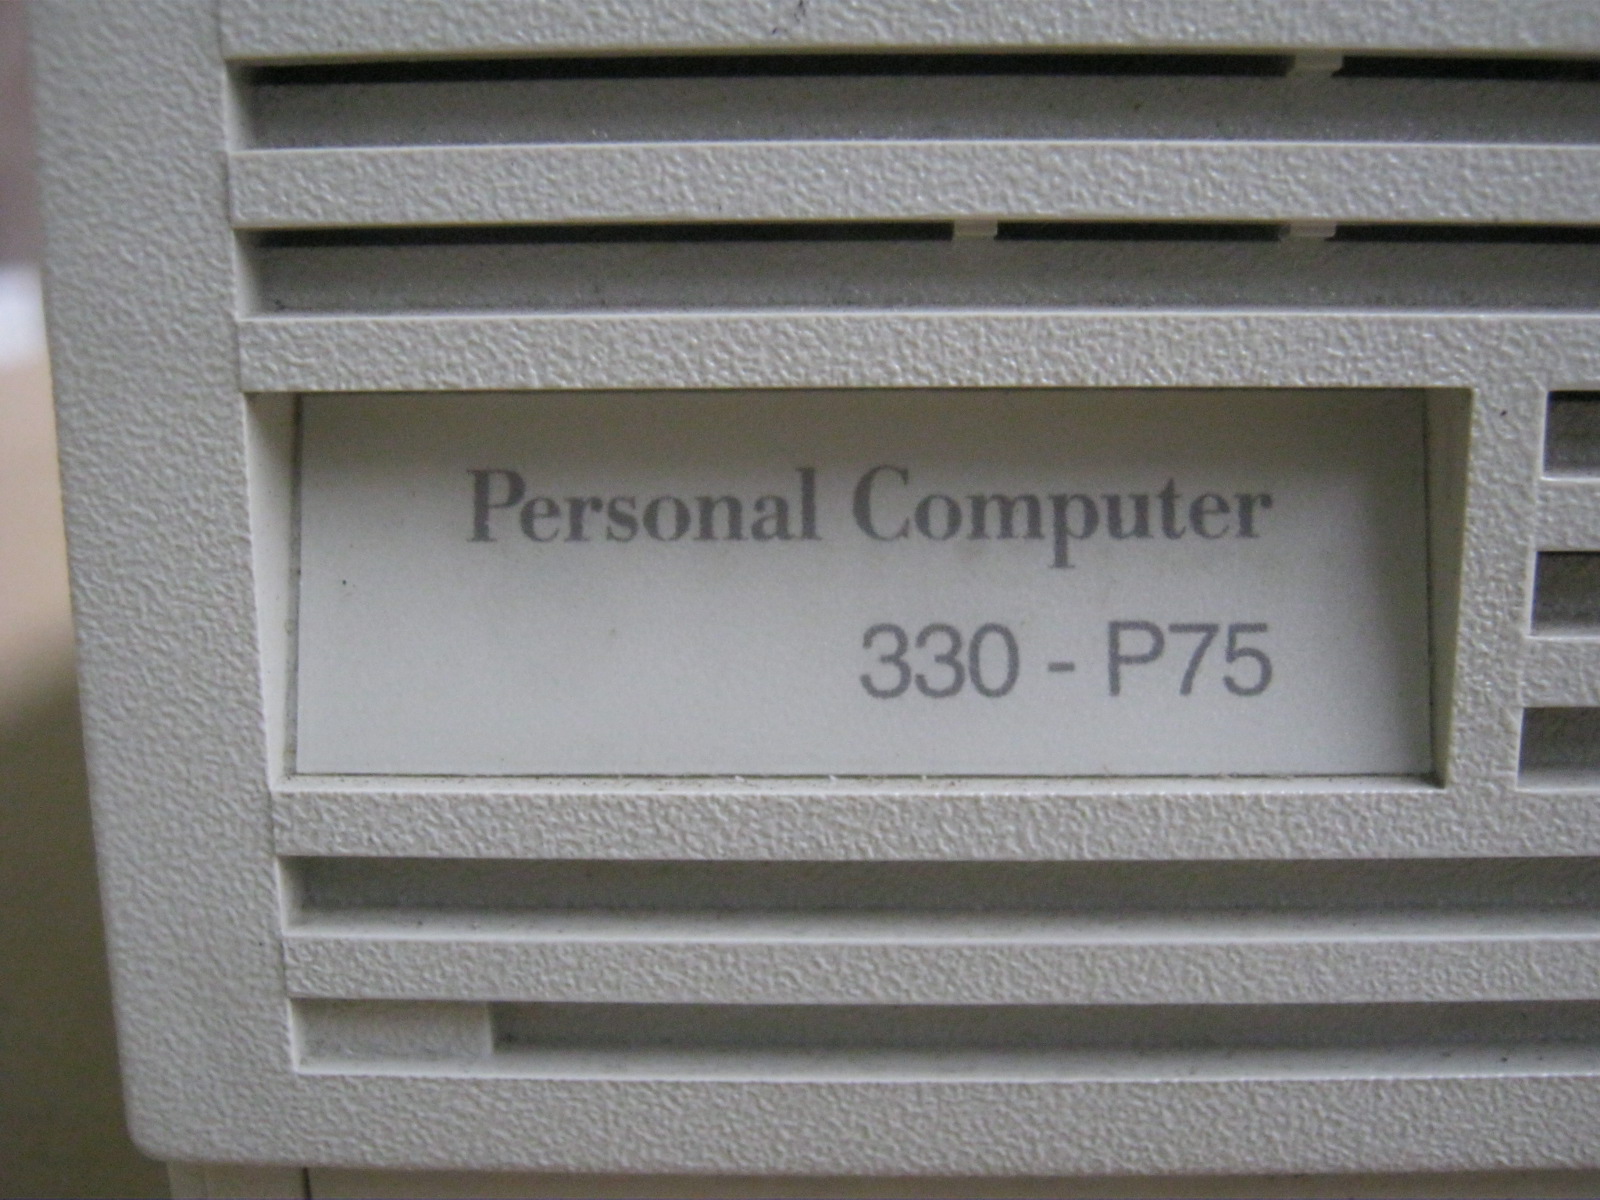 Personal Computer
330 - P75